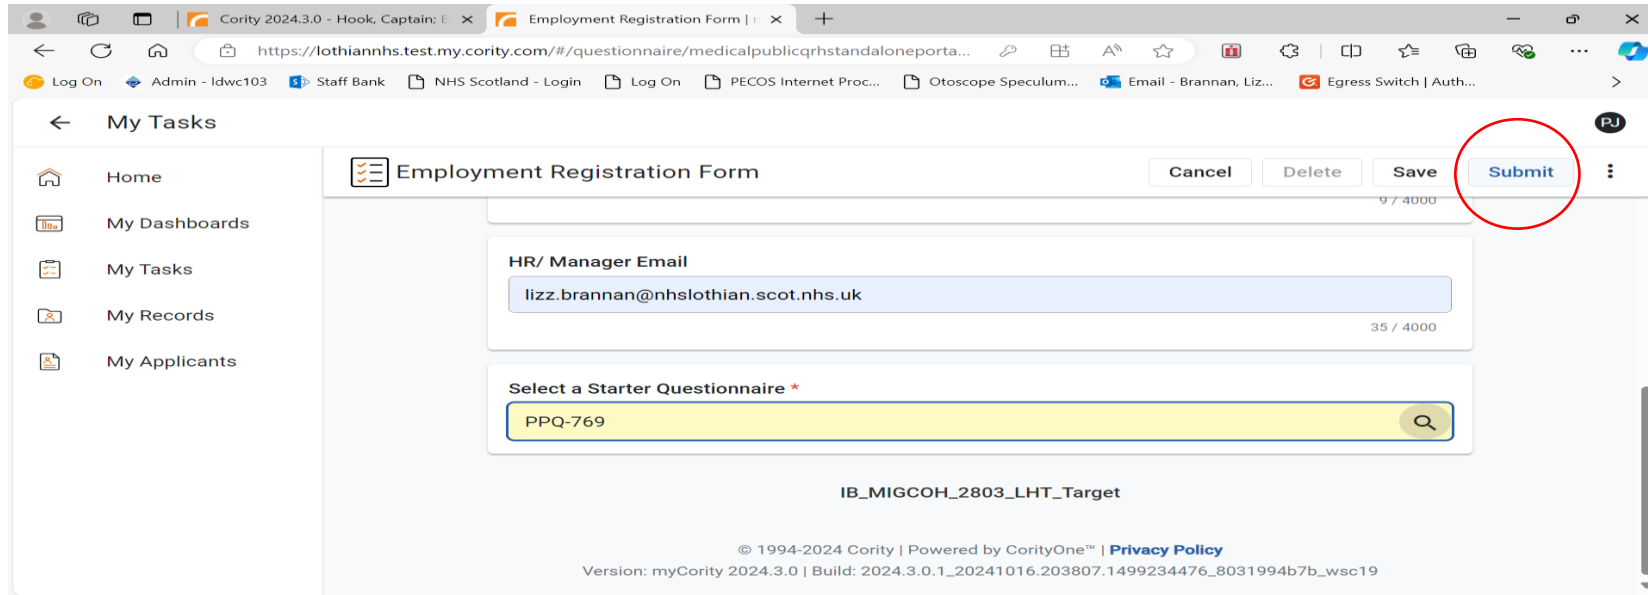 Cority 2024.3.0 - Hook, Captain; E
Employment Registration Form |
https://lothiannhs.test.my.cority.com/#/questionnaire/medicalpublicqrhstandaloneporta...
Log On
Admin - ldwc103
Staff Bank
NHS Scotland - Login
Log On
PECOS Internet Proc...
Otoscope Speculum...
Email - Brannan, Liz...
Egress Switch | Auth...
My Tasks
PJ
Home
My Dashboards
My Tasks
My Records
My Applicants
Employment Registration Form
Cancel
Delete
Save
Submit
9 / 4000
HR/ Manager Email
lizz.brannan@nhslothian.scot.nhs.uk
35 / 4000
Select a Starter Questionnaire *
PPQ-769
IB_MIGCOH_2803_LHT_Target
© 1994-2024 Cority | Powered by CorityOne™ | Privacy Policy
Version: myCority 2024.3.0 | Build: 2024.3.0.1_20241016.203807.1499234476_8031994b7b_wsc19